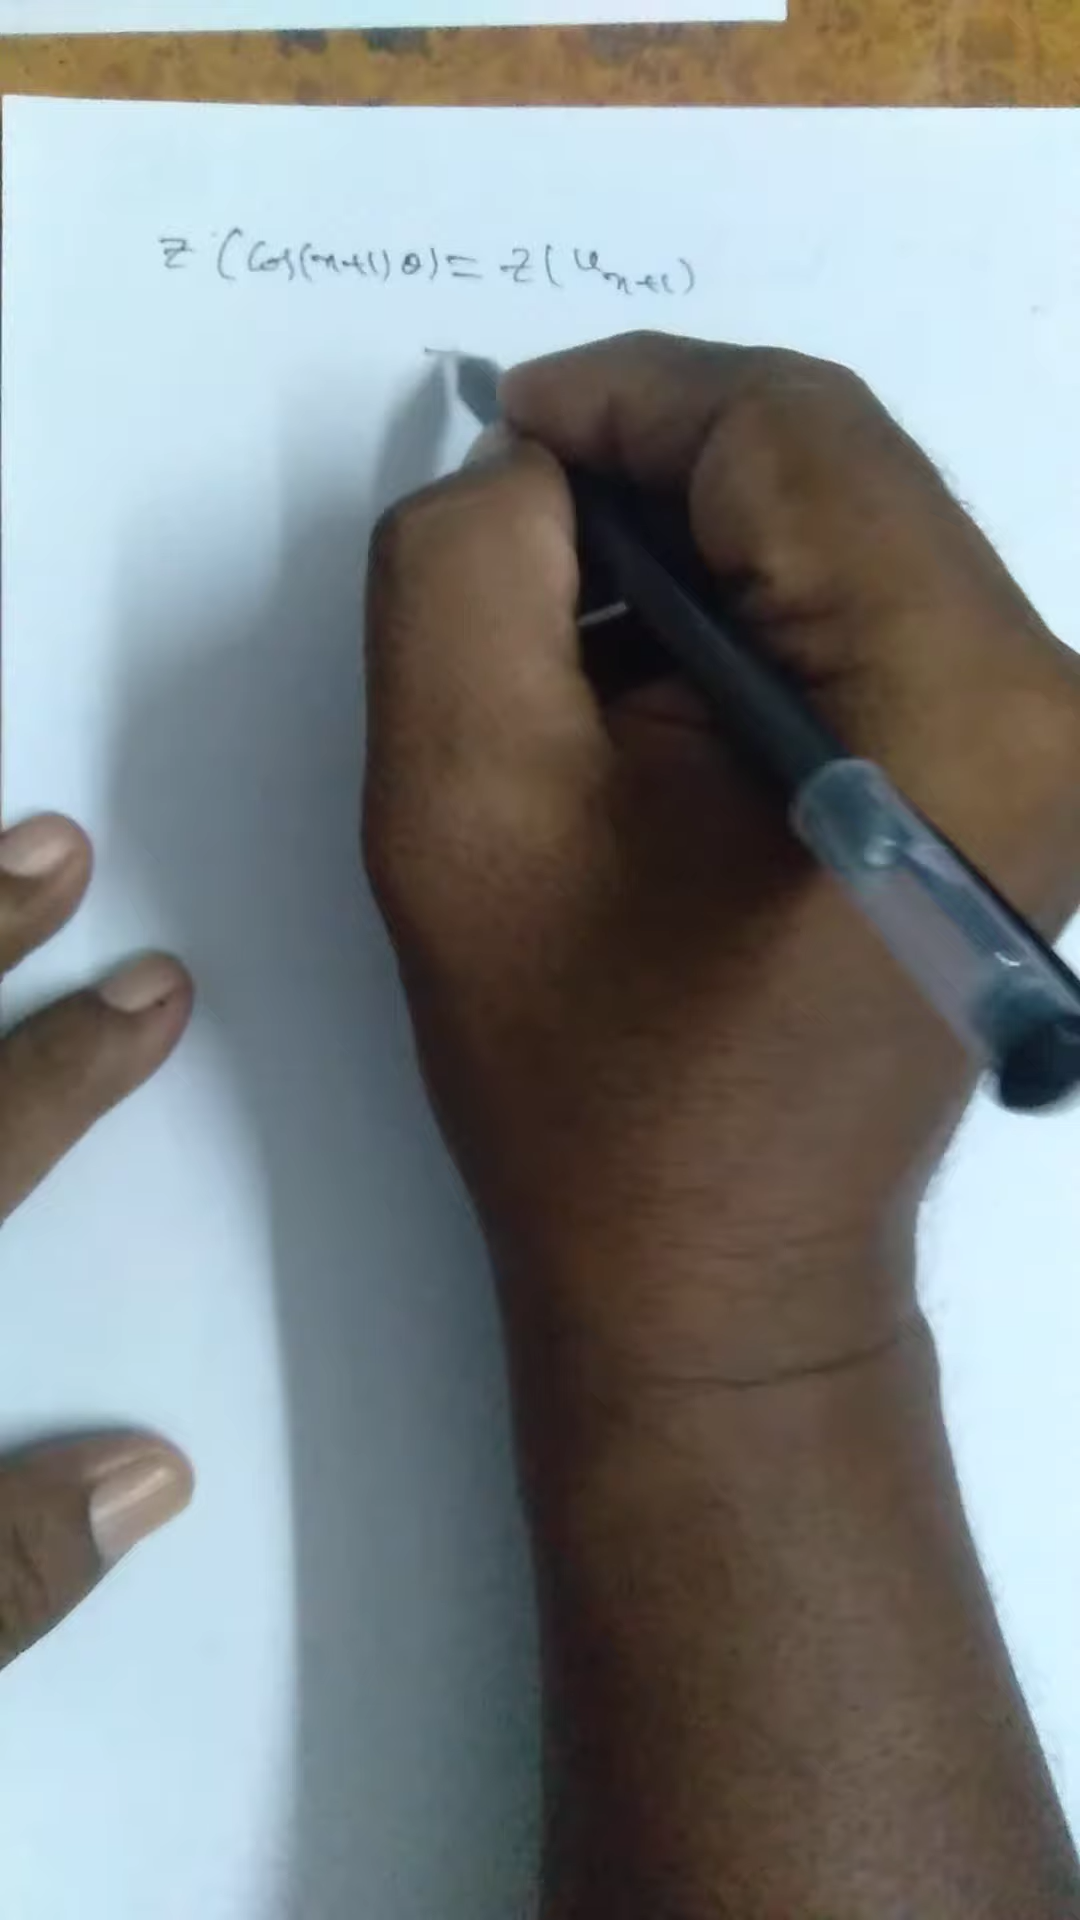 Z (Cos(n+1)θ) = Z(u_{n+1})